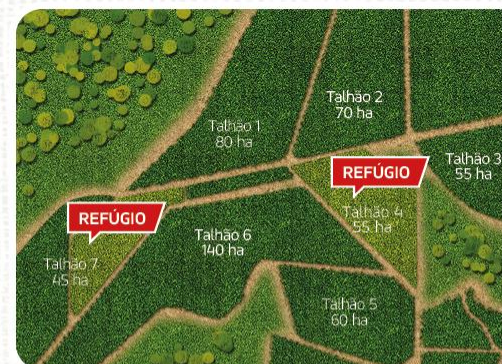 Talhão 2
70 ha
Talhão 1
80 ha
Talhão 3
55 ha
REFÚGIO
Talhão 4
55 ha
REFÚGIO
Talhão 6
140 ha
Talhão 7
45 ha
Talhão 5
60 ha